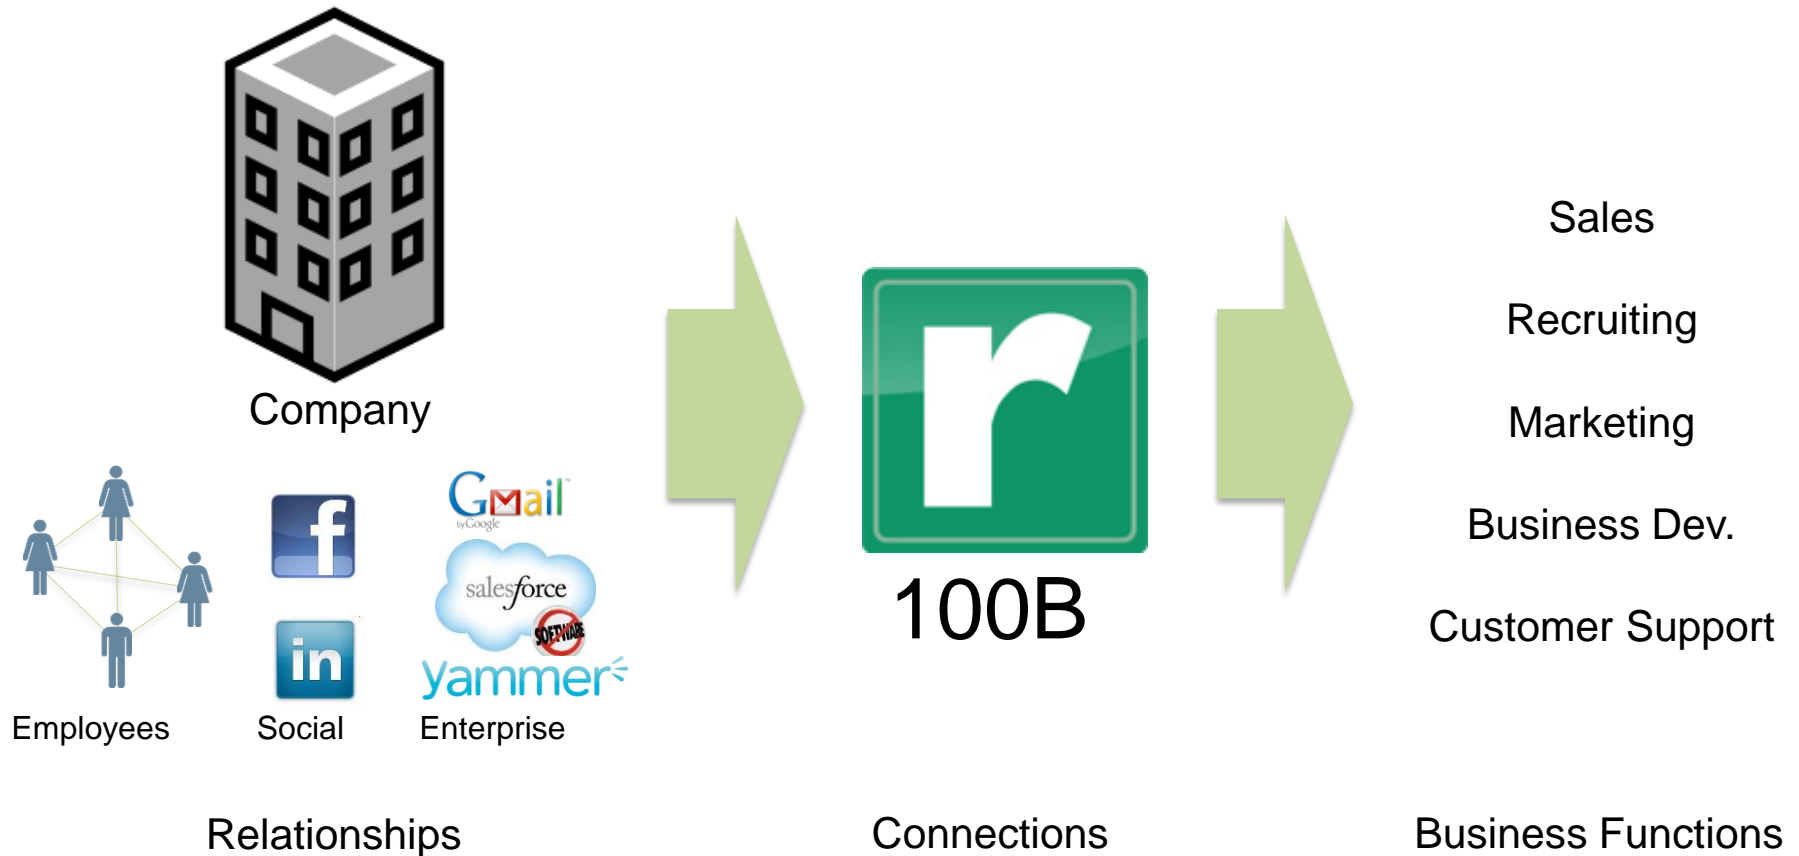 Company
Employees
f
in
Social
Gmail
by Google
salesforce
SOFTWARE
yammer
Enterprise
Relationships
r
100B
Connections
Sales
Recruiting
Marketing
Business Dev.
Customer Support
Business Functions